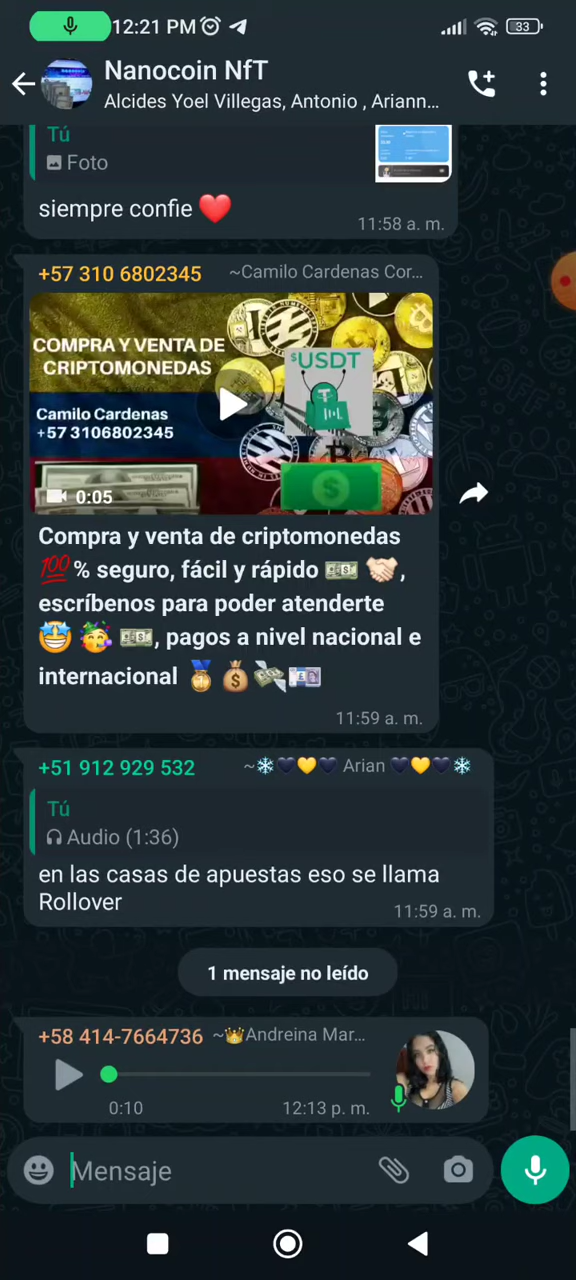 12:21 PM
33
Nanocoin NfT
Alcides Yoel Villegas, Antonio , Ariann...
Tú
Foto
siempre confie ❤️
11:58 a. m.
+57 310 6802345 ~Camilo Cardenas Cor...
COMPRA Y VENTA DE
CRIPTOMONEDAS
$USDT
Camilo Cardenas
+57 3106802345
0:05
Compra y venta de criptomonedas
💯% seguro, fácil y rápido 💵 🤝🏻,
escríbenos para poder atenderte
🤩 🥳 💵, pagos a nivel nacional e
internacional 🏅 💰 💸 💷
11:59 a. m.
+51 912 929 532 ~❄️🖤💛🖤 Arian 🖤💛🖤❄️
Tú
Audio (1:36)
en las casas de apuestas eso se llama
Rollover
11:59 a. m.
1 mensaje no leído
+58 414-7664736 ~👑Andreina Mar...
0:10 12:13 p. m.
Mensaje